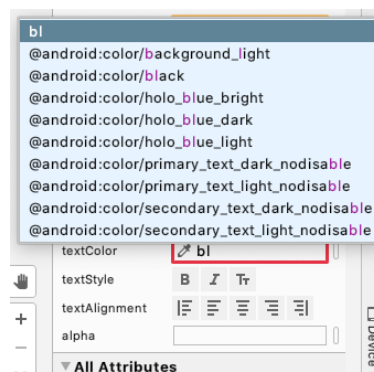 bl
@android:color/background_light
@android:color/black
@android:color/holo_blue_bright
@android:color/holo_blue_dark
@android:color/holo_blue_light
@android:color/primary_text_dark_nodisable
@android:color/primary_text_light_nodisable
@android:color/secondary_text_dark_nodisable
@android:color/secondary_text_light_nodisable
textColor bl
textStyle B I Tт
textAlignment
alpha
All Attributes
Device